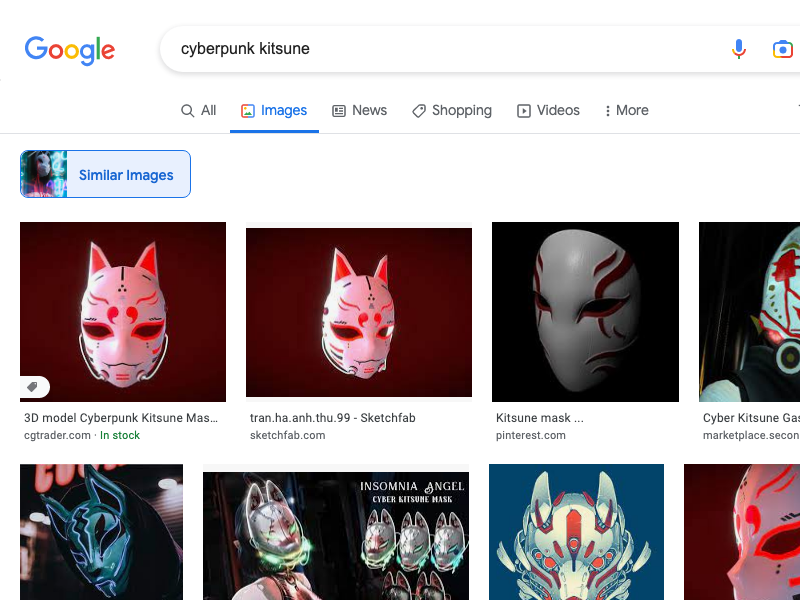 Google
cyberpunk kitsune
All Images News Shopping Videos More
Similar Images
3D model Cyberpunk Kitsune Mas...
cgtrader.com · In stock
tran.ha.anh.thu.99 - Sketchfab
sketchfab.com
Kitsune mask ...
pinterest.com
Cyber Kitsune Gas
marketplace.secon
INSOMNIA ANGEL
CYBER KITSUNE MASK